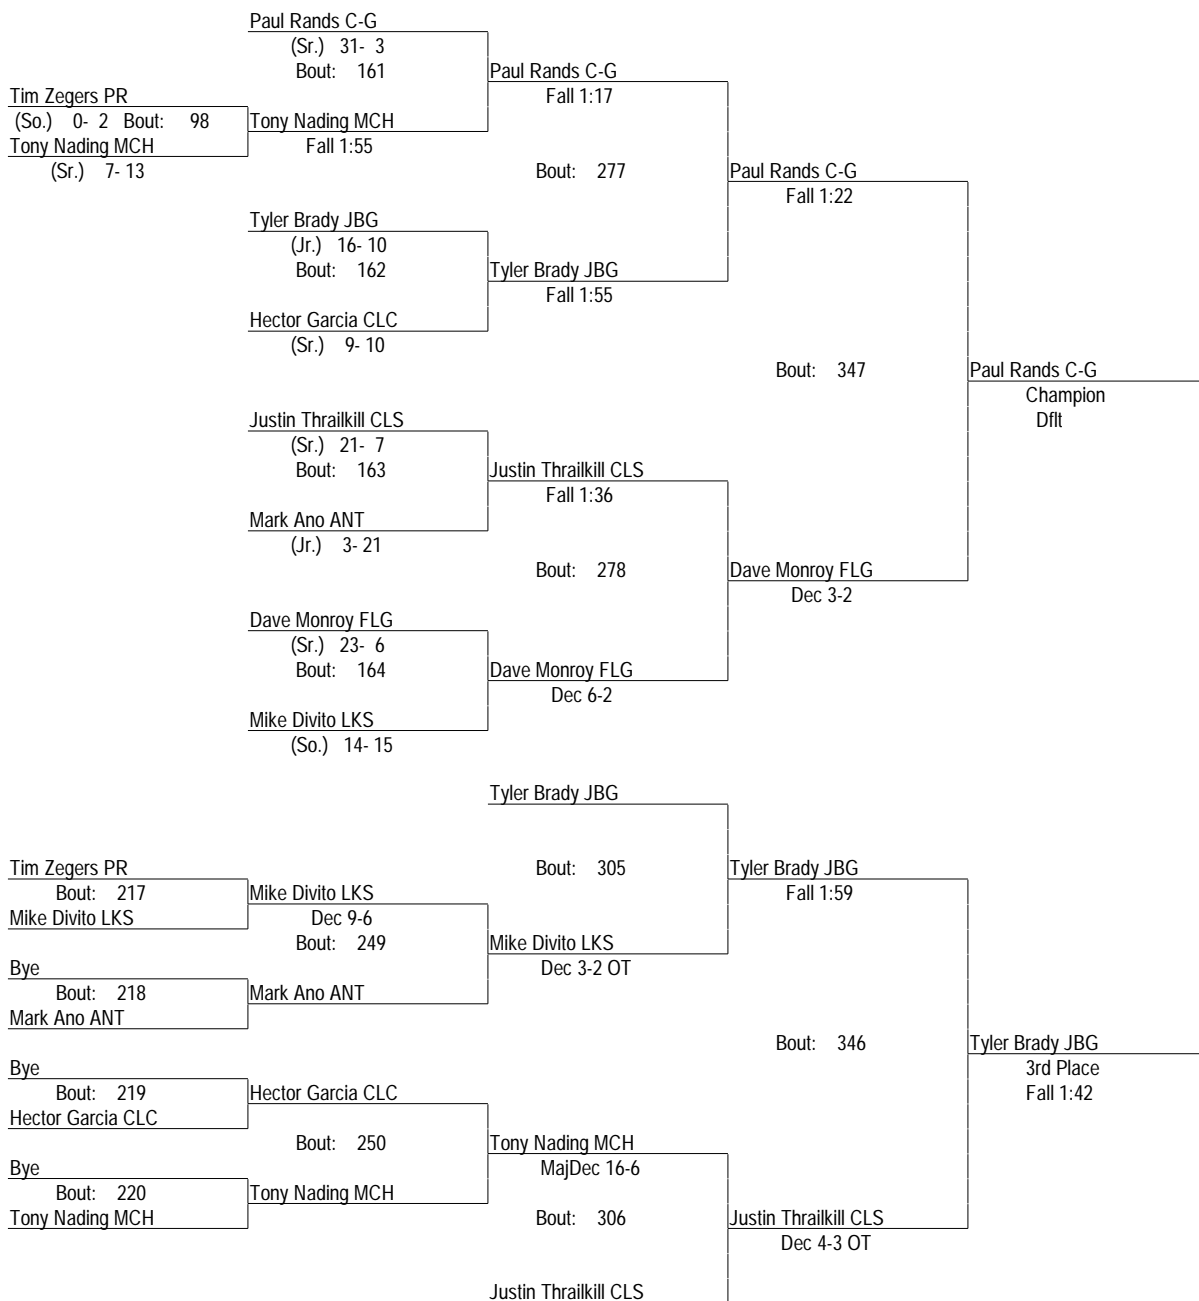 Paul Rands C-G
(Sr.) 31- 3
Bout: 161
Paul Rands C-G
Tim Zegers PR
Fall 1:17
(So.) 0- 2 Bout: 98
Tony Nading MCH
Tony Nading MCH
Fall 1:55
(Sr.) 7- 13
Bout: 277
Paul Rands C-G
Fall 1:22
Tyler Brady JBG
(Jr.) 16- 10
Bout: 162
Tyler Brady JBG
Fall 1:55
Hector Garcia CLC
(Sr.) 9- 10
Bout: 347
Paul Rands C-G
Champion
Dflt
Justin Thrailkill CLS
(Sr.) 21- 7
Bout: 163
Justin Thrailkill CLS
Fall 1:36
Mark Ano ANT
(Jr.) 3- 21
Bout: 278
Dave Monroy FLG
Dec 3-2
Dave Monroy FLG
(Sr.) 23- 6
Bout: 164
Dave Monroy FLG
Dec 6-2
Mike Divito LKS
(So.) 14- 15
Tyler Brady JBG
Tim Zegers PR
Bout: 305
Tyler Brady JBG
Bout: 217
Mike Divito LKS
Fall 1:59
Mike Divito LKS
Dec 9-6
Bout: 249
Mike Divito LKS
Bye
Dec 3-2 OT
Bout: 218
Mark Ano ANT
Mark Ano ANT
Bout: 346
Tyler Brady JBG
3rd Place
Fall 1:42
Bye
Bout: 219
Hector Garcia CLC
Hector Garcia CLC
Bout: 250
Tony Nading MCH
Bye
MajDec 16-6
Bout: 220
Tony Nading MCH
Tony Nading MCH
Bout: 306
Justin Thrailkill CLS
Dec 4-3 OT
Justin Thrailkill CLS